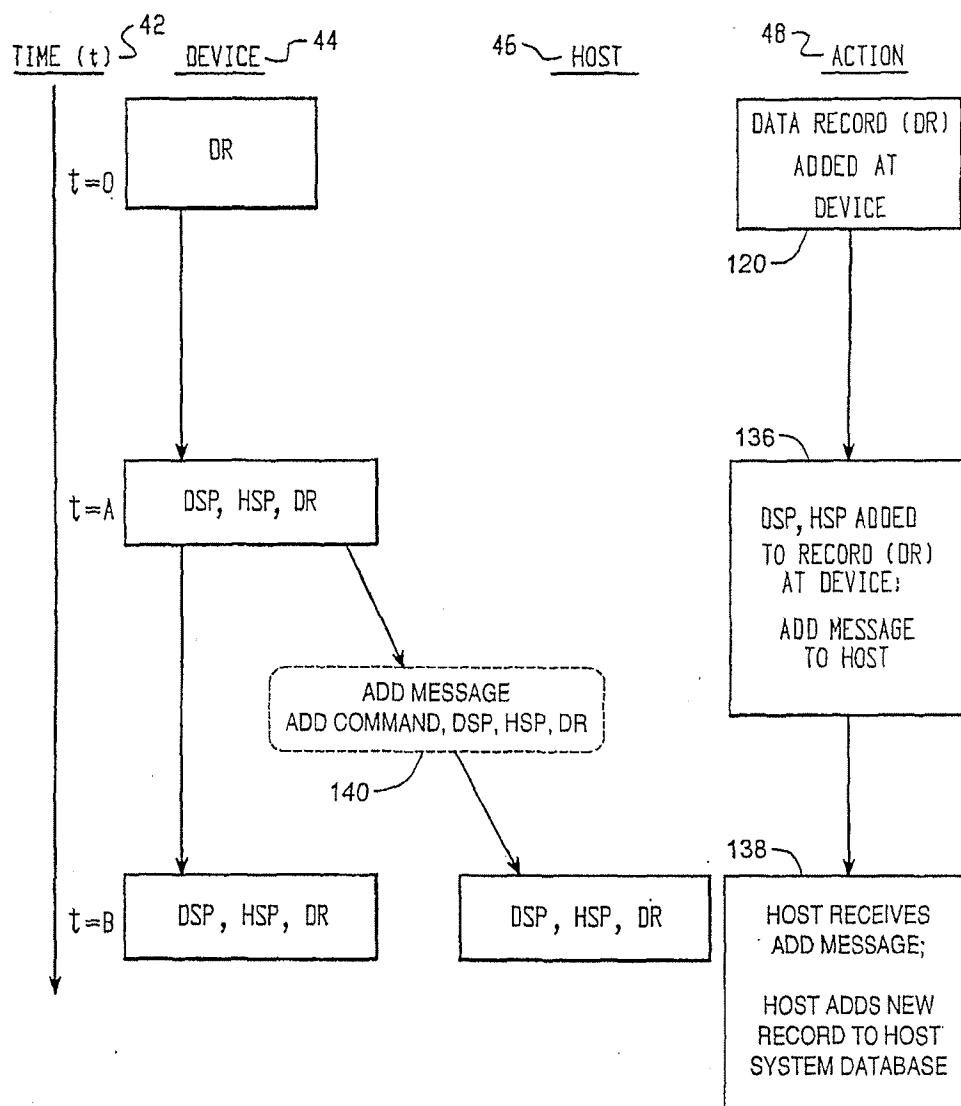 42
44
46
48
TIME (t)
DEVICE
HOST
ACTION
DR
t=0
DATA RECORD (DR)
ADDED AT
DEVICE
120
136
t=A
DSP, HSP, DR
DSP, HSP ADDED
TO RECORD (DR)
AT DEVICE;
ADD MESSAGE
TO HOST
ADD MESSAGE
ADD COMMAND, DSP, HSP, DR
140
138
t=B
DSP, HSP, DR
DSP, HSP, DR
HOST RECEIVES
ADD MESSAGE;
HOST ADDS NEW
RECORD TO HOST
SYSTEM DATABASE